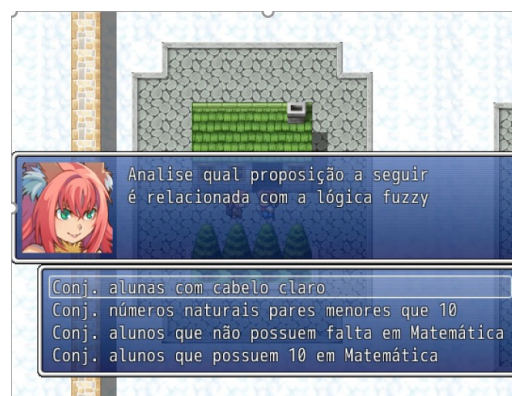 Analise qual proposição a seguir
é relacionada com a lógica fuzzy
Conj. alunas com cabelo claro
Conj. números naturais pares menores que 10
Conj. alunos que não possuem falta em Matemática
Conj. alunos que possuem 10 em Matemática